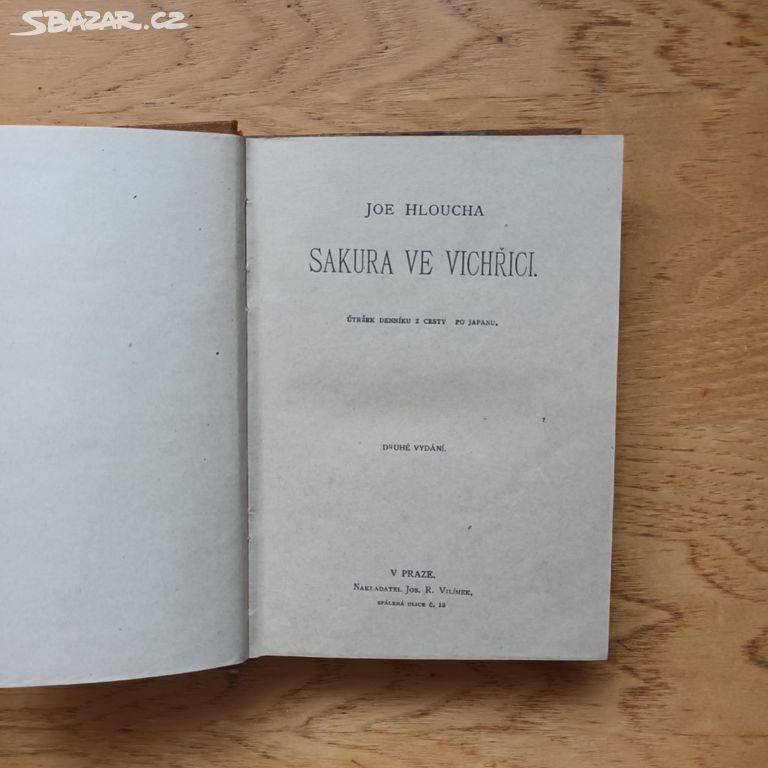 SBAZAR.CZ
JOE HLOUCHA
SAKURA VE VICHŘICI.
ÚTRŽEK DENNÍKU Z CESTY PO JAPANU.
DRUHÉ VYDÁNÍ.
V PRAZE.
NAKLADATEL JOS. R. VILÍMEK,
SPÁLENÁ ULICE Č. 13